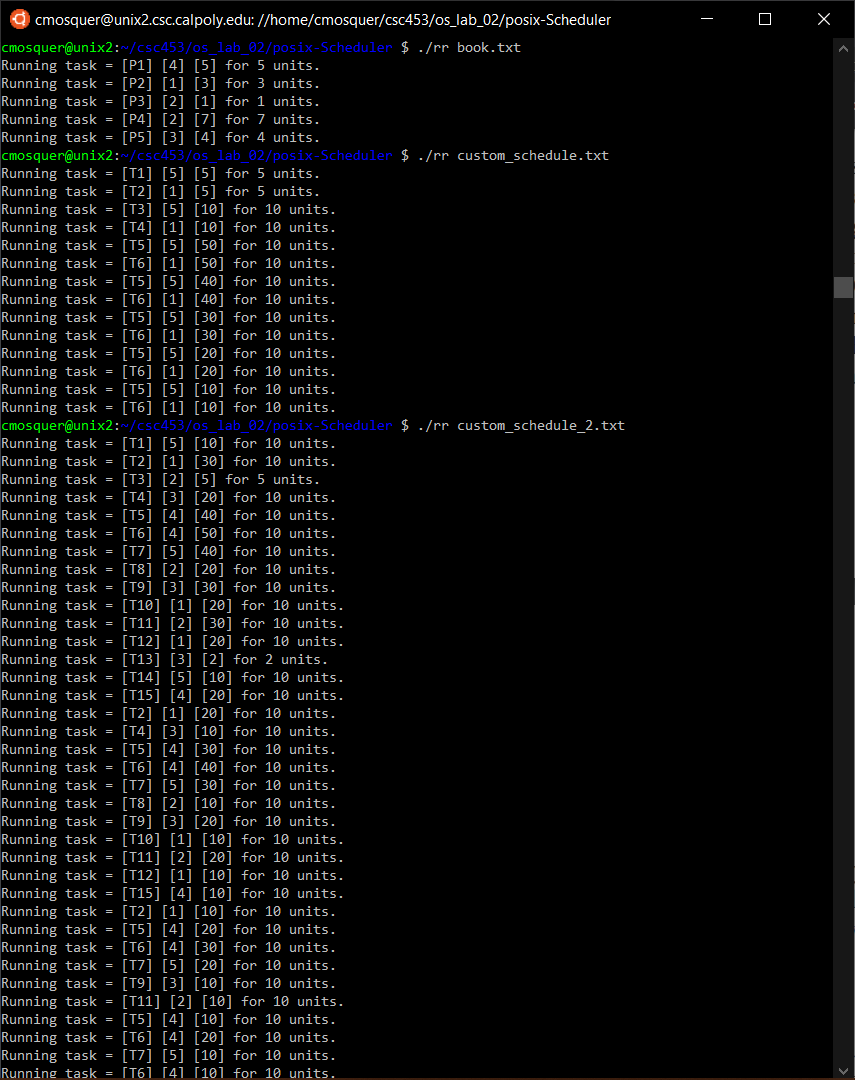 cmosquer@unix2.csc.calpoly.edu: //home/cmosquer/csc453/os_lab_02/posix-Scheduler
cmosquer@unix2:~/csc453/os_lab_02/posix-Scheduler $ ./rr book.txt
Running task = [P1] [4] [5] for 5 units.
Running task = [P2] [1] [3] for 3 units.
Running task = [P3] [2] [1] for 1 units.
Running task = [P4] [2] [7] for 7 units.
Running task = [P5] [3] [4] for 4 units.
cmosquer@unix2:~/csc453/os_lab_02/posix-Scheduler $ ./rr custom_schedule.txt
Running task = [T1] [5] [5] for 5 units.
Running task = [T2] [1] [5] for 5 units.
Running task = [T3] [5] [10] for 10 units.
Running task = [T4] [1] [10] for 10 units.
Running task = [T5] [5] [50] for 10 units.
Running task = [T6] [1] [50] for 10 units.
Running task = [T5] [5] [40] for 10 units.
Running task = [T6] [1] [40] for 10 units.
Running task = [T5] [5] [30] for 10 units.
Running task = [T6] [1] [30] for 10 units.
Running task = [T5] [5] [20] for 10 units.
Running task = [T6] [1] [20] for 10 units.
Running task = [T5] [5] [10] for 10 units.
Running task = [T6] [1] [10] for 10 units.
cmosquer@unix2:~/csc453/os_lab_02/posix-Scheduler $ ./rr custom_schedule_2.txt
Running task = [T1] [5] [10] for 10 units.
Running task = [T2] [1] [30] for 10 units.
Running task = [T3] [2] [5] for 5 units.
Running task = [T4] [3] [20] for 10 units.
Running task = [T5] [4] [40] for 10 units.
Running task = [T6] [4] [50] for 10 units.
Running task = [T7] [5] [40] for 10 units.
Running task = [T8] [2] [20] for 10 units.
Running task = [T9] [3] [30] for 10 units.
Running task = [T10] [1] [20] for 10 units.
Running task = [T11] [2] [30] for 10 units.
Running task = [T12] [1] [20] for 10 units.
Running task = [T13] [3] [2] for 2 units.
Running task = [T14] [5] [10] for 10 units.
Running task = [T15] [4] [20] for 10 units.
Running task = [T2] [1] [20] for 10 units.
Running task = [T4] [3] [10] for 10 units.
Running task = [T5] [4] [30] for 10 units.
Running task = [T6] [4] [40] for 10 units.
Running task = [T7] [5] [30] for 10 units.
Running task = [T8] [2] [10] for 10 units.
Running task = [T9] [3] [20] for 10 units.
Running task = [T10] [1] [10] for 10 units.
Running task = [T11] [2] [20] for 10 units.
Running task = [T12] [1] [10] for 10 units.
Running task = [T15] [4] [10] for 10 units.
Running task = [T2] [1] [10] for 10 units.
Running task = [T5] [4] [20] for 10 units.
Running task = [T6] [4] [30] for 10 units.
Running task = [T7] [5] [20] for 10 units.
Running task = [T9] [3] [10] for 10 units.
Running task = [T11] [2] [10] for 10 units.
Running task = [T5] [4] [10] for 10 units.
Running task = [T6] [4] [20] for 10 units.
Running task = [T7] [5] [10] for 10 units.
Running task = [T6] [4] [10] for 10 units.